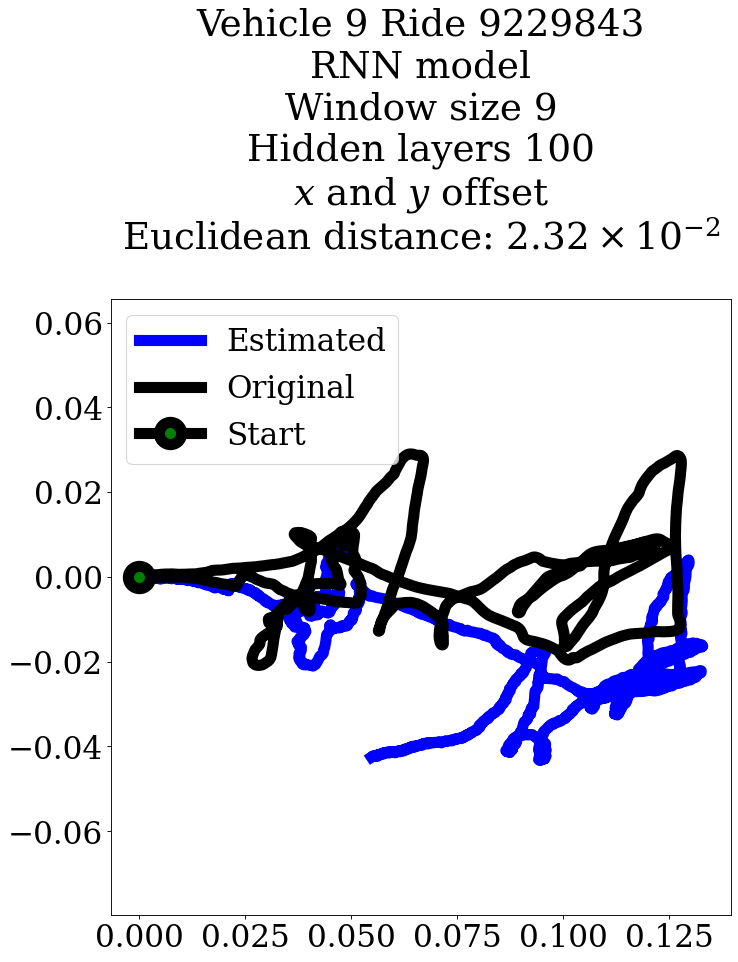 Vehicle 9 Ride 9229843
RNN model
Window size 9
Hidden layers 100
x and y offset
Euclidean distance: 2.32 × 10⁻²
Estimated
Original
Start
0.06
0.04
0.02
0.00
−0.02
−0.04
−0.06
0.000 0.025 0.050 0.075 0.100 0.125